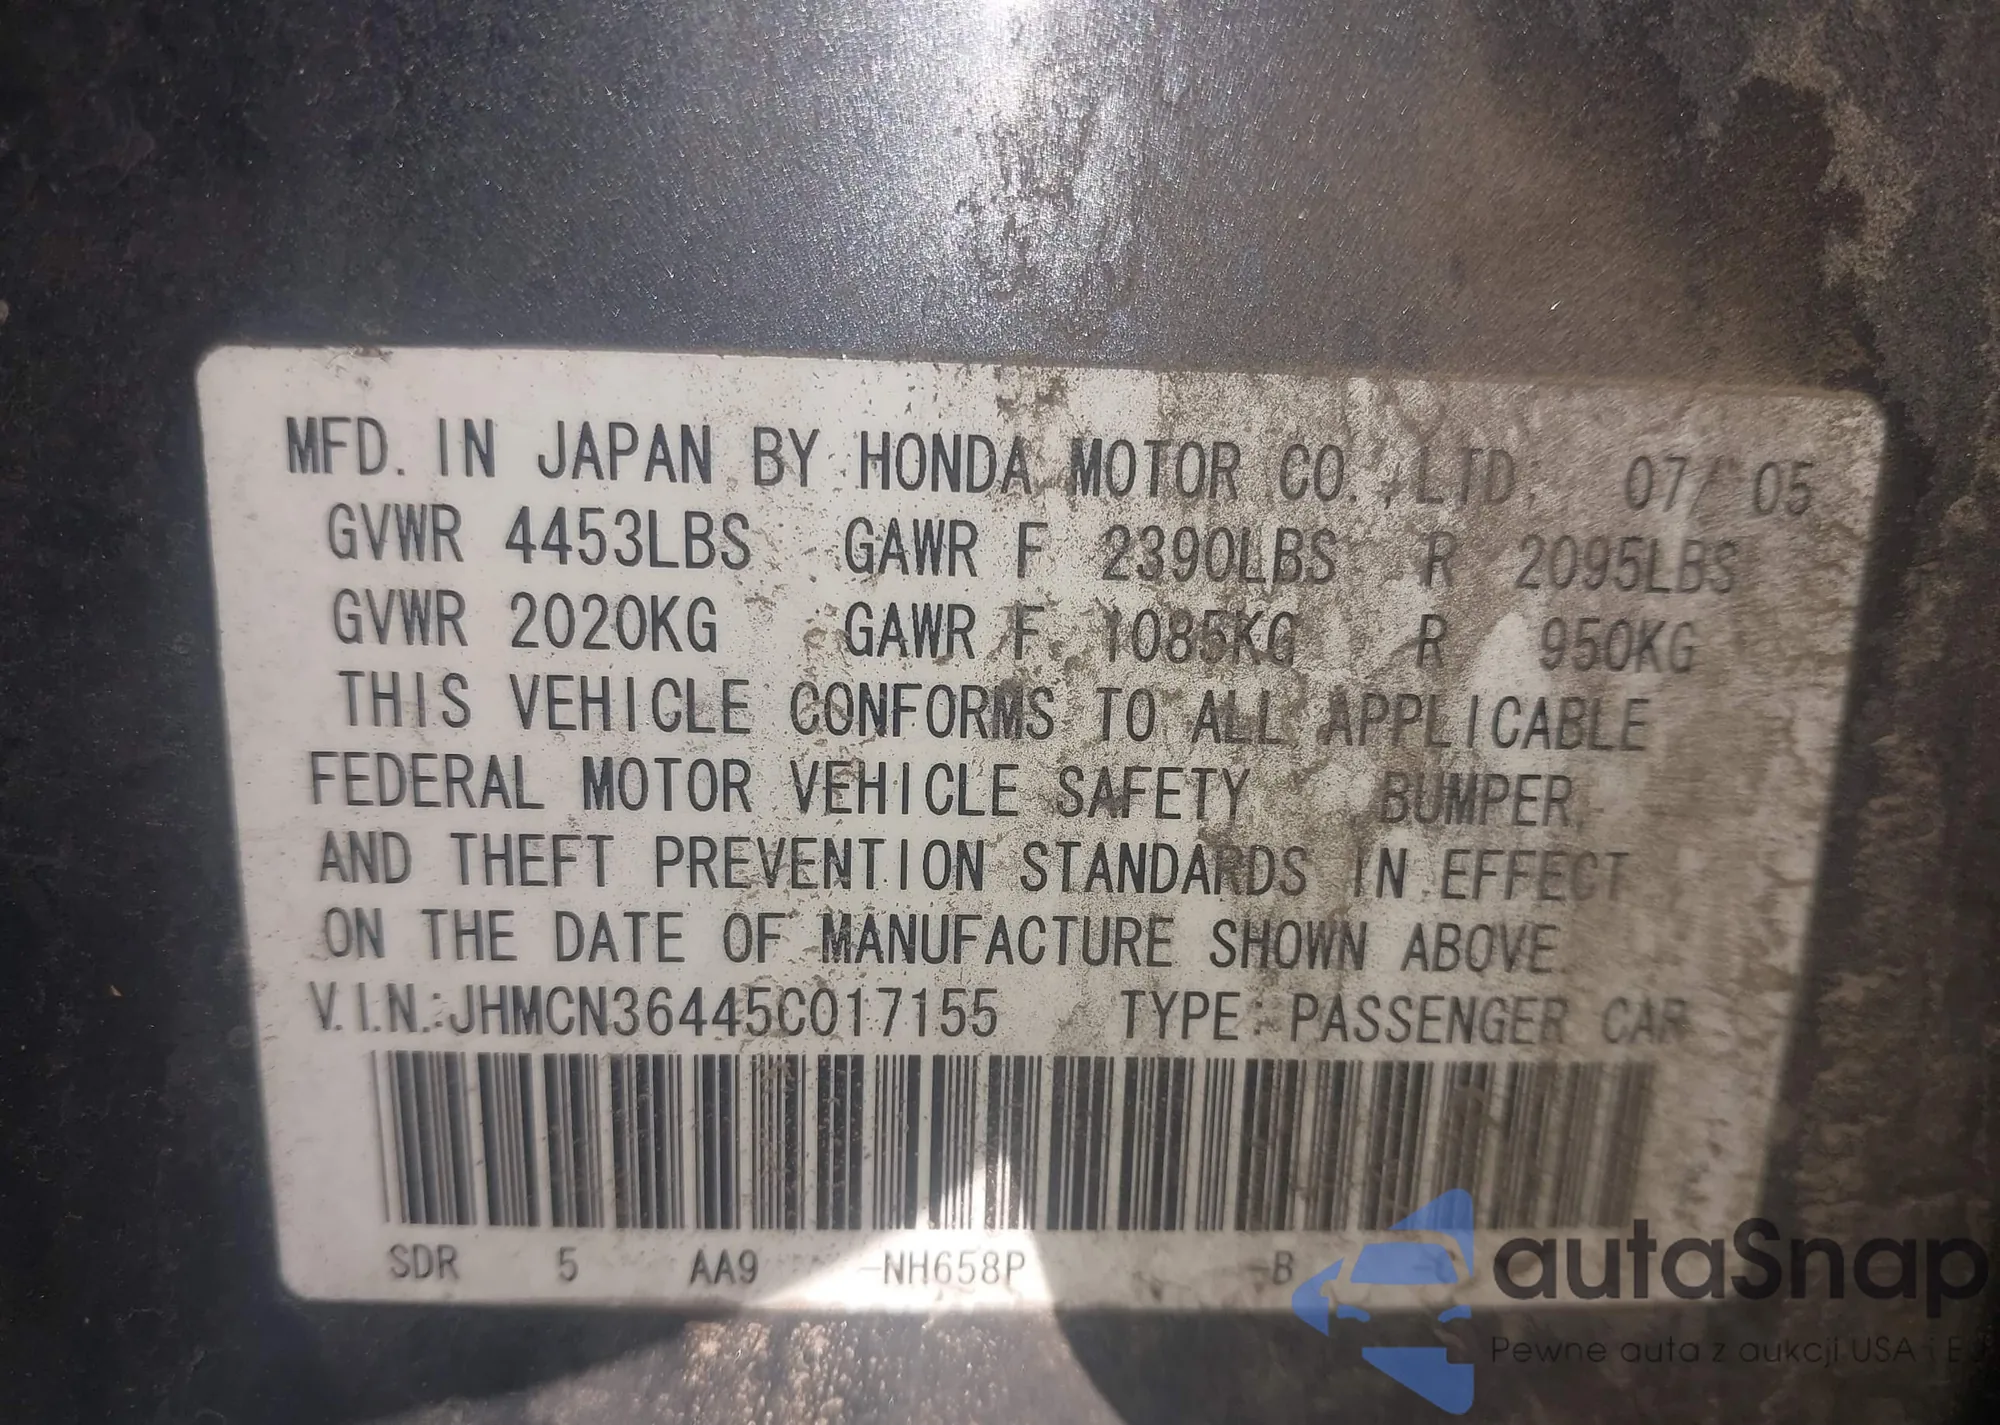 MFD. IN JAPAN BY HONDA MOTOR CO., LTD. 07/ 05
GVWR 4453LBS GAWR F 2390LBS R 2095LBS
GVWR 2020KG GAWR F 1085KG R 950KG
THIS VEHICLE CONFORMS TO ALL APPLICABLE
FEDERAL MOTOR VEHICLE SAFETY BUMPER,
AND THEFT PREVENTION STANDARDS IN EFFECT
ON THE DATE OF MANUFACTURE SHOWN ABOVE.
V.I.N.:JHMCN36445C017155 TYPE:PASSENGER CAR
SDR 5 AA9 -NH658P -B -C
autaSnap
Pewne auta z aukcji USA i